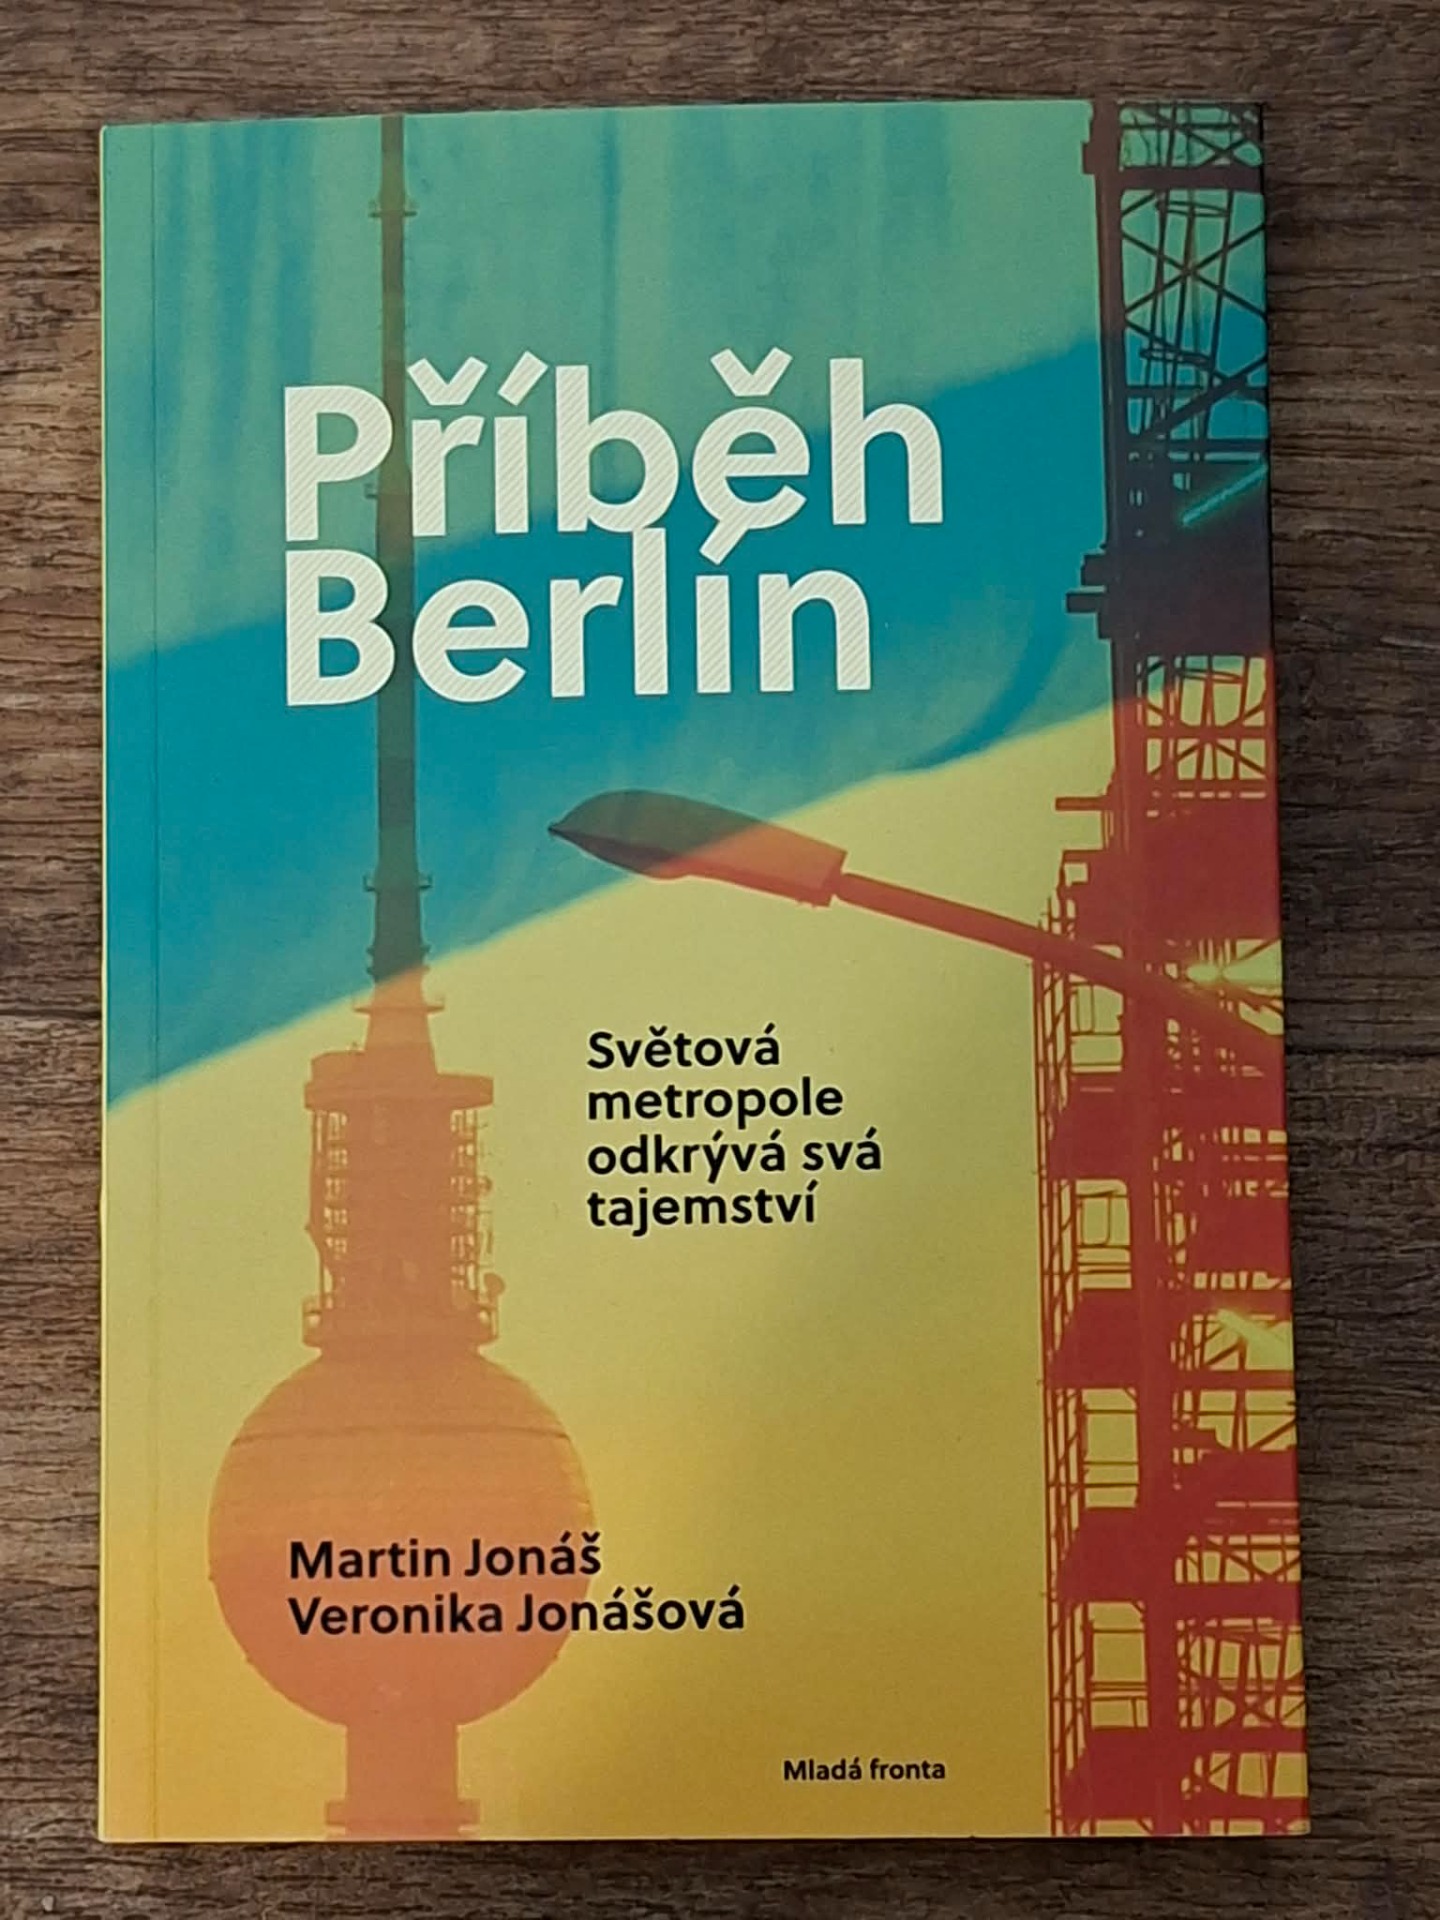 Příběh
Berlín
Světová
metropole
odkrývá svá
tajemství
Martin Jonáš
Veronika Jonášová
Mladá fronta